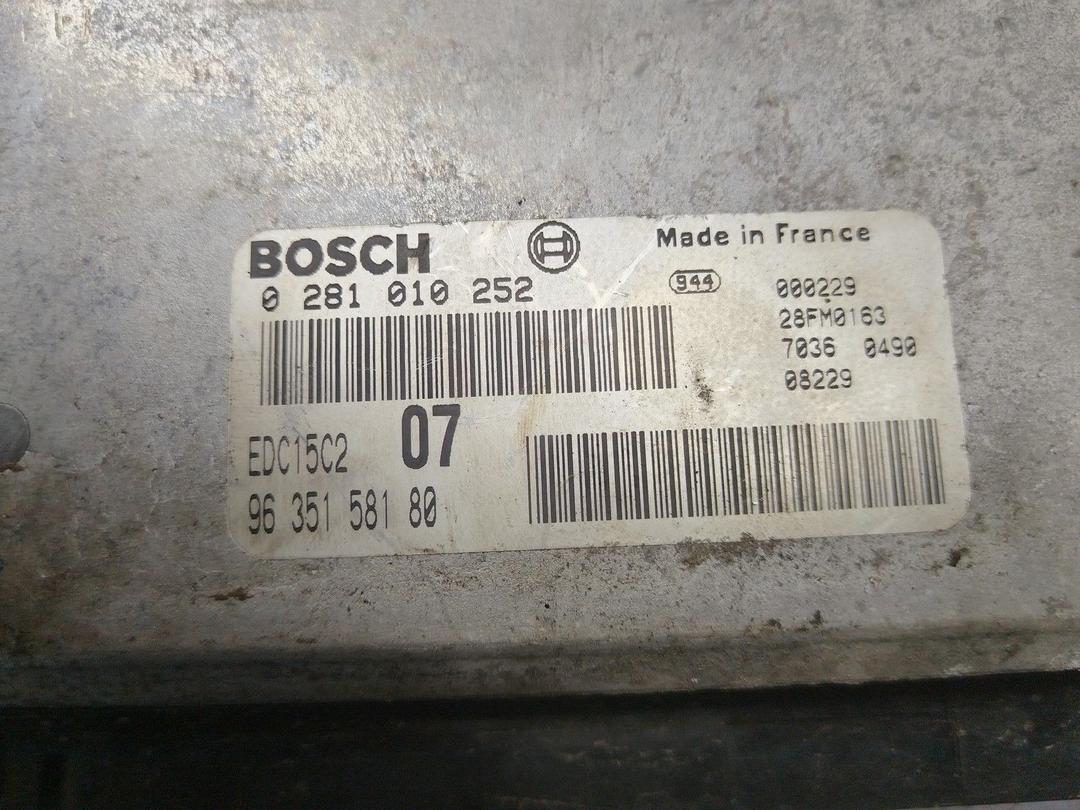 BOSCH
Made in France
0 281 010 252
944
000229
28FM0163
7036 0490
08229
EDC15C2 07
96 351 581 80